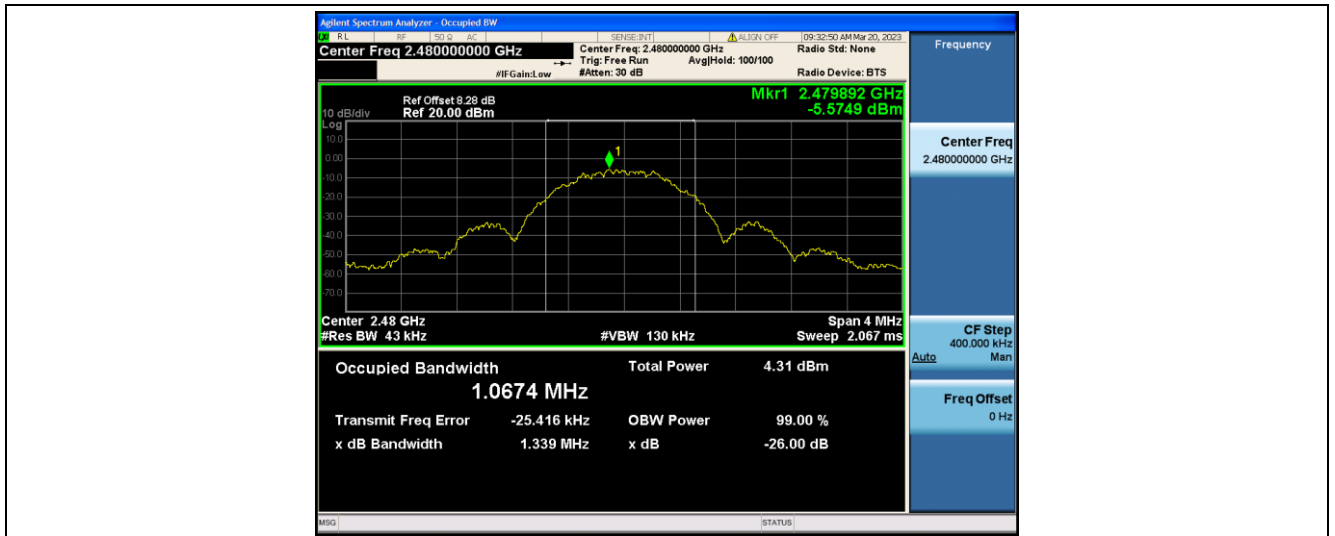 Agilent Spectrum Analyzer - Occupied BW
RL RF 50 Ω AC SENSE:INT ALIGN OFF 09:32:50 AM Mar 20, 2023
Center Freq 2.480000000 GHz
Center Freq: 2.480000000 GHz Radio Std: None
Trig: Free Run Avg|Hold: 100/100
#IFGain:Low #Atten: 30 dB Radio Device: BTS
Frequency
Mkr1 2.479892 GHz
-5.5749 dBm
Ref Offset 8.28 dB
10 dB/div Ref 20.00 dBm
Log
10.0
0.00
-10.0
-20.0
-30.0
-40.0
-50.0
-60.0
-70.0
1
Center 2.48 GHz Span 4 MHz
#Res BW 43 kHz #VBW 130 kHz Sweep 2.067 ms
Center Freq
2.480000000 GHz
CF Step
400.000 kHz
Auto Man
Freq Offset
0 Hz
Occupied Bandwidth Total Power 4.31 dBm
1.0674 MHz
Transmit Freq Error -25.416 kHz OBW Power 99.00 %
x dB Bandwidth 1.339 MHz x dB -26.00 dB
MSG STATUS